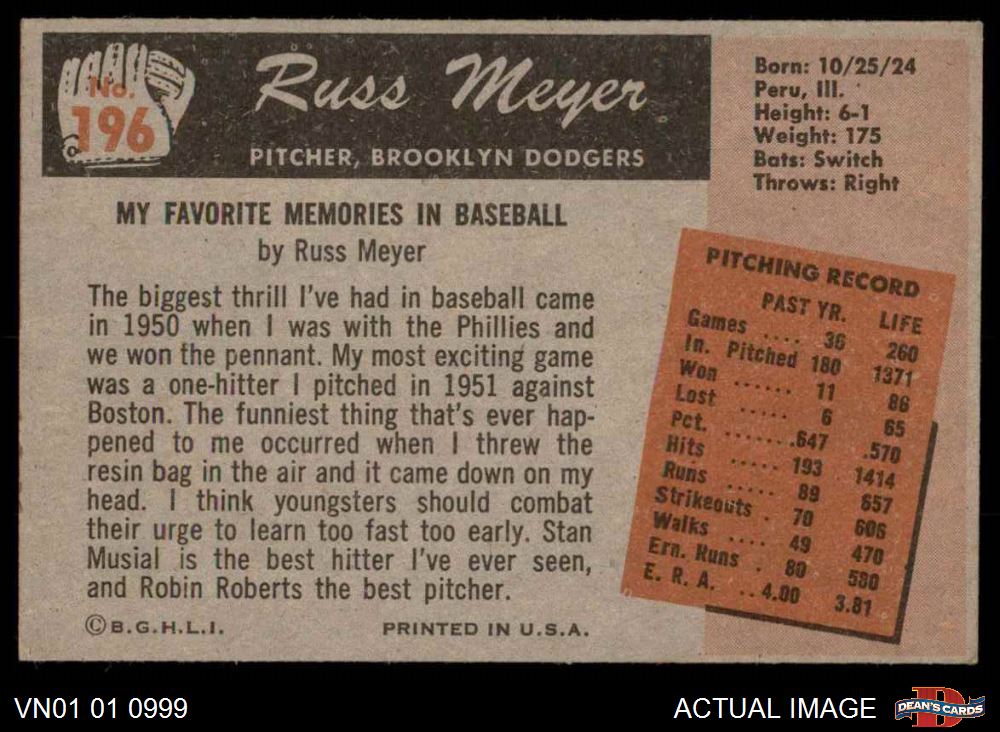 No.
196
Russ Meyer
PITCHER, BROOKLYN DODGERS
Born: 10/25/24
Peru, Ill.
Height: 6-1
Weight: 175
Bats: Switch
Throws: Right
MY FAVORITE MEMORIES IN BASEBALL
by Russ Meyer
The biggest thrill I've had in baseball came
in 1950 when I was with the Phillies and
we won the pennant. My most exciting game
was a one-hitter I pitched in 1951 against
Boston. The funniest thing that's ever hap-
pened to me occurred when I threw the
resin bag in the air and it came down on my
head. I think youngsters should combat
their urge to learn too fast too early. Stan
Musial is the best hitter I've ever seen,
and Robin Roberts the best pitcher.
©B.G.H.L.I. PRINTED IN U.S.A.
PITCHING RECORD
PAST YR. LIFE
Games .... 36 260
In. Pitched 180 1371
Won ...... 11 86
Lost ..... 6 65
Pct. .......647 .570
Hits ..... 193 1414
Runs ..... 89 657
Strikeouts . 70 606
Walks .... 49 470
Ern. Runs . 80 580
E. R. A. ..4.00 3.81
VN01 01 0999
ACTUAL IMAGE
D
DEAN'S CARDS